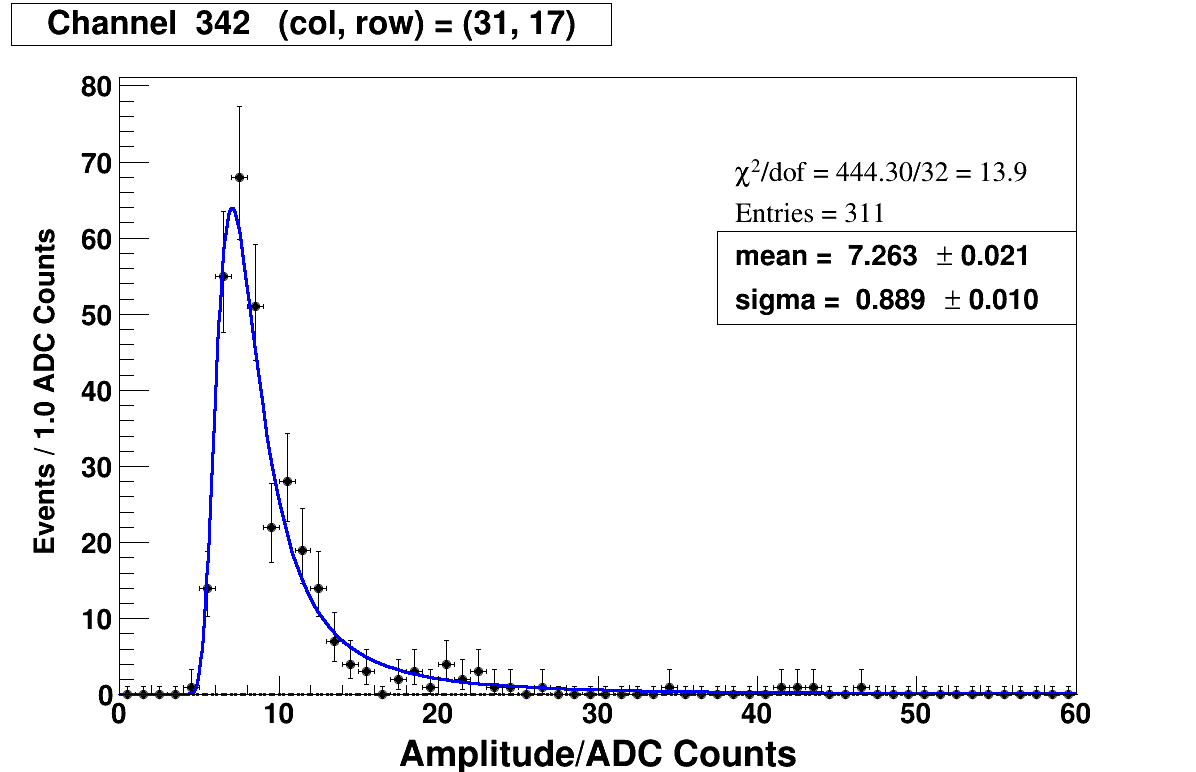 Channel 342 (col, row) = (31, 17)
80
70
60
50
40
30
20
10
0
Events / 1.0 ADC Counts
χ²/dof = 444.30/32 = 13.9
Entries = 311
mean = 7.263 ± 0.021
sigma = 0.889 ± 0.010
0 10 20 30 40 50 60
Amplitude/ADC Counts